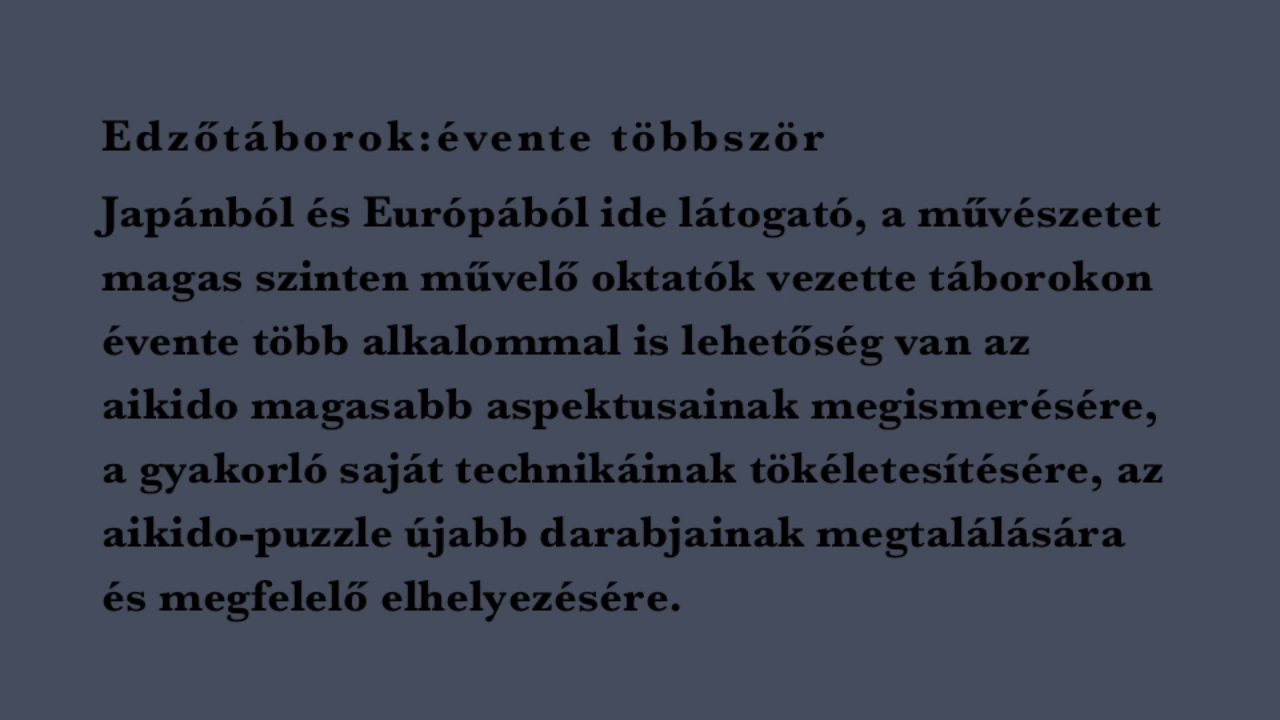 Edzőtáborok:évente többször
Japánból és Európából ide látogató, a művészetet
magas szinten művelő oktatók vezette táborokon
évente több alkalommal is lehetőség van az
aikido magasabb aspektusainak megismerésére,
a gyakorló saját technikáinak tökéletesítésére, az
aikido-puzzle újabb darabjainak megtalálására
és megfelelő elhelyezésére.